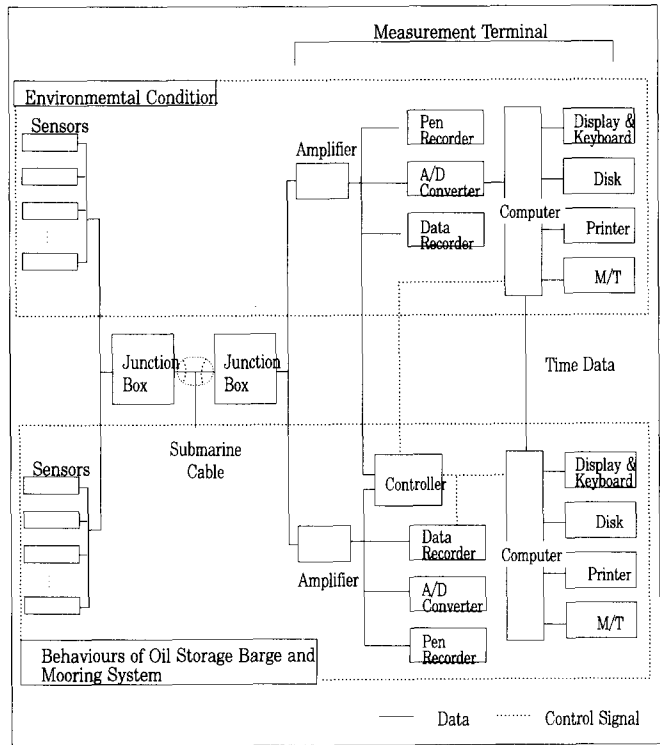 Measurement Terminal
Environmemtal Condition
Sensors
Amplifier
Pen
Recorder
A/D
Converter
Data
Recorder
Computer
Display &
Keyboard
Disk
Printer
M/T
Junction
Box
Junction
Box
Submarine
Cable
Time Data
Sensors
Controller
Amplifier
Data
Recorder
A/D
Converter
Pen
Recorder
Computer
Display &
Keyboard
Disk
Printer
M/T
Behaviours of Oil Storage Barge and
Mooring System
Data
Control Signal